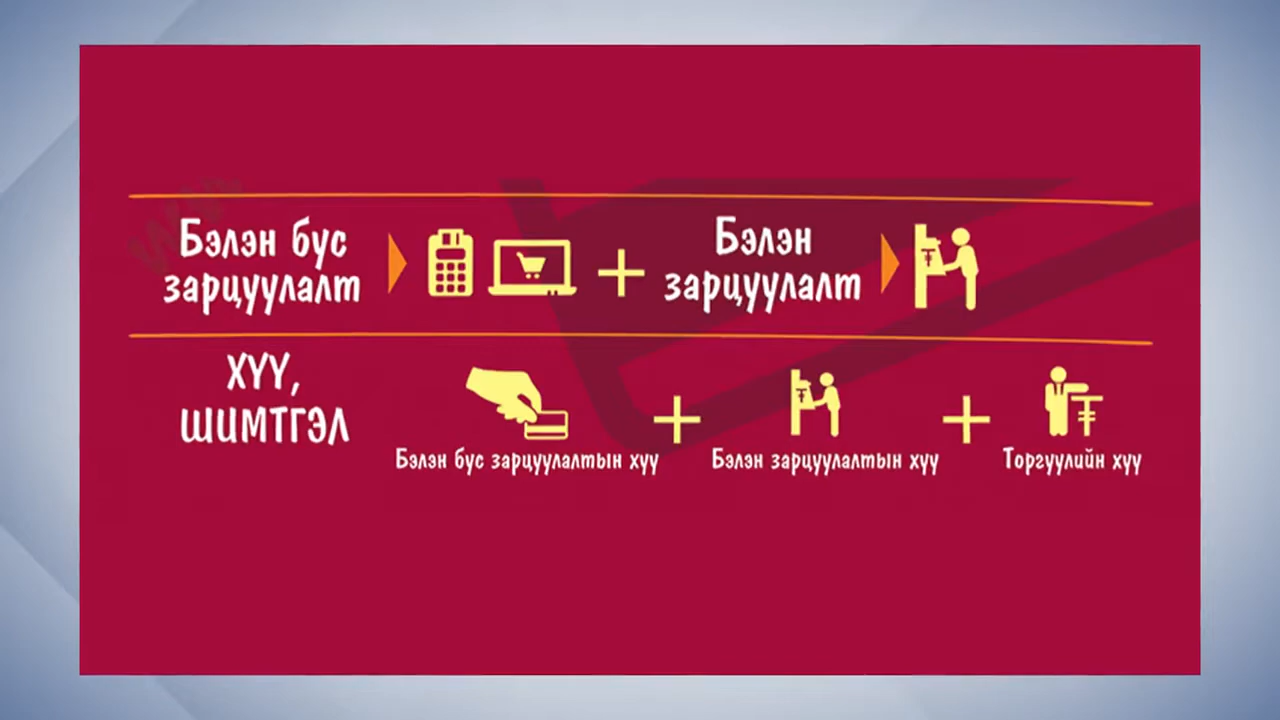 Бэлэн бус
зарцуулалт
Бэлэн
зарцуулалт
ХҮҮ,
ШИМТГЭЛ
Бэлэн бус зарцуулалтын хүү
Бэлэн зарцуулалтын хүү
Торгуулийн хүү